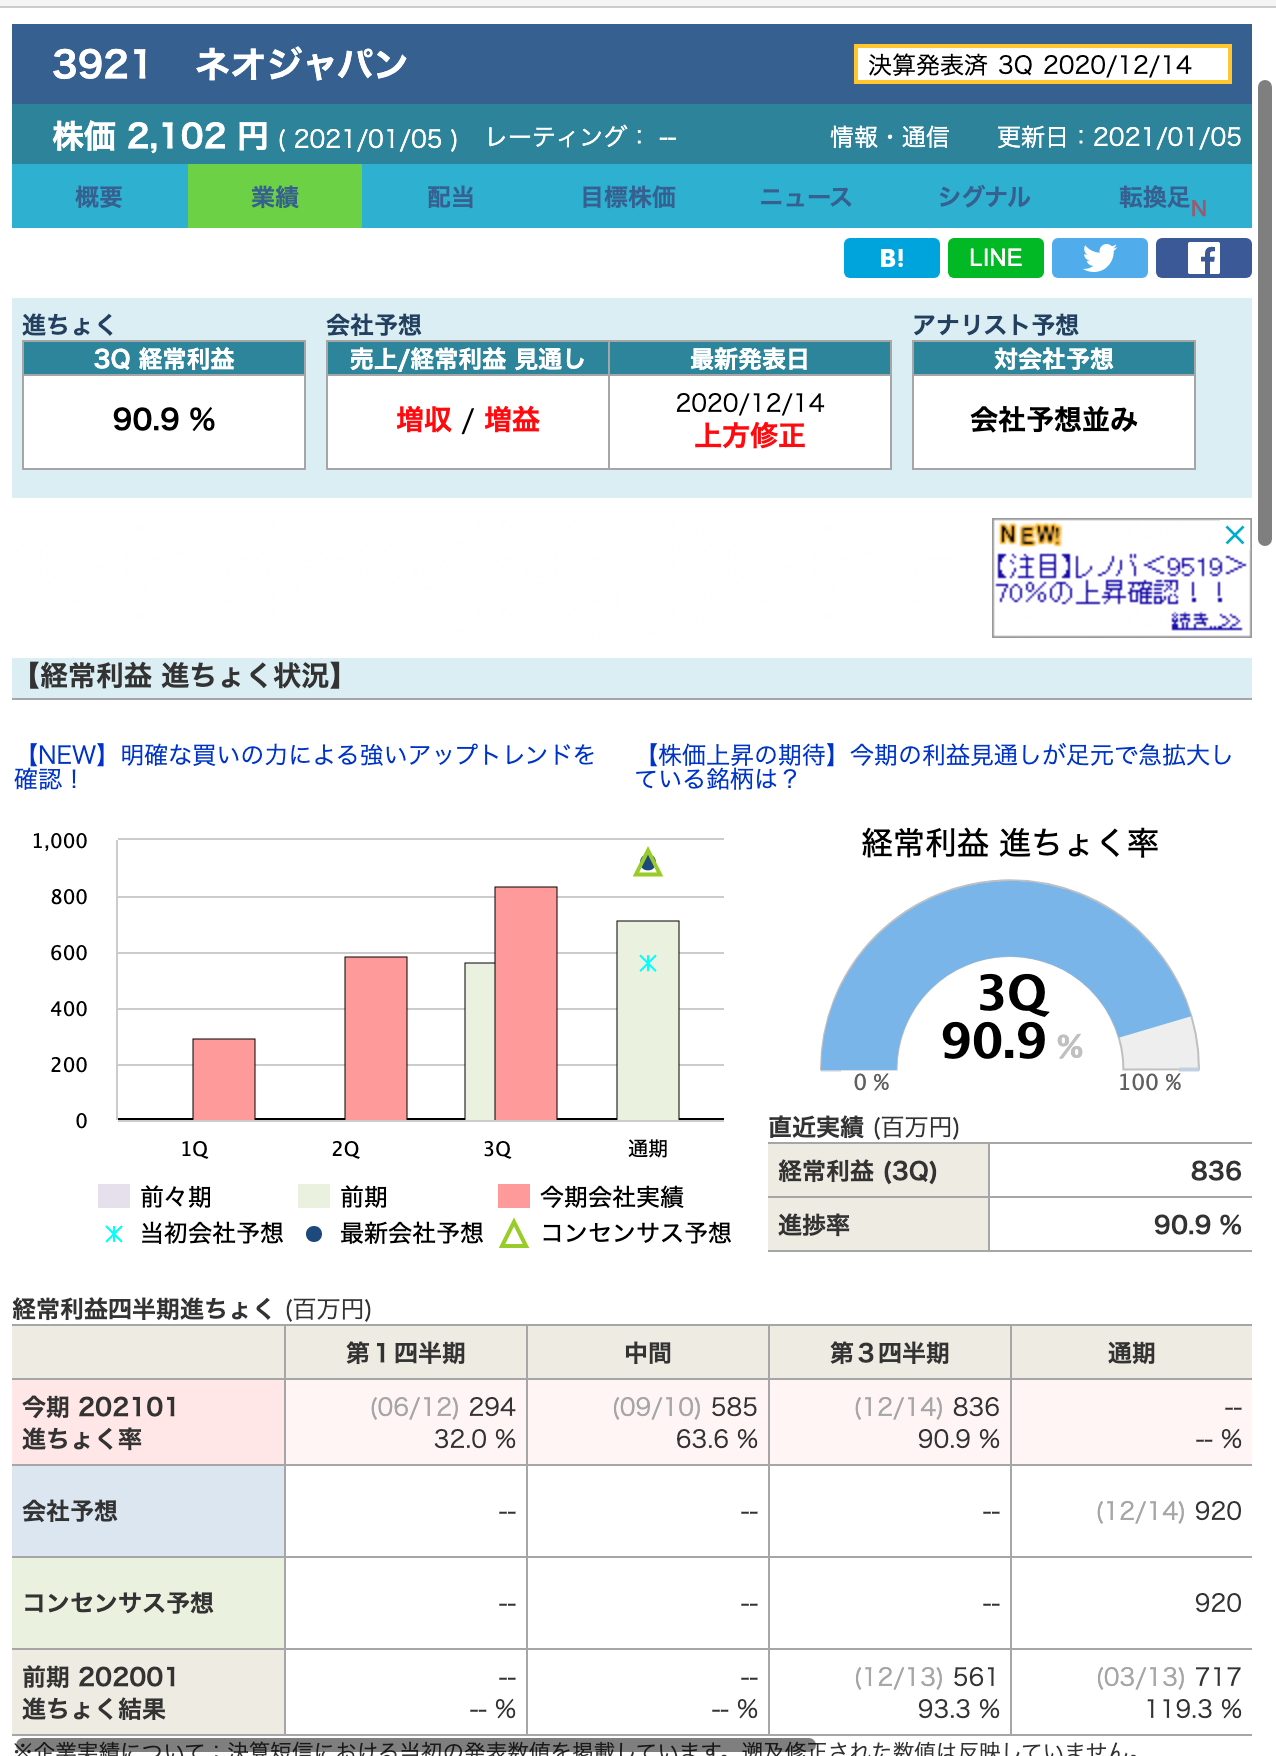 3921 ネオジャパン
決算発表済 3Q 2020/12/14
株価 2,102 円 ( 2021/01/05 ) レーティング： -- 情報・通信 更新日：2021/01/05
概要 業績 配当 目標株価 ニュース シグナル 転換足N
B! LINE
進ちょく 会社予想 アナリスト予想
3Q 経常利益 売上/経常利益 見通し 最新発表日 対会社予想
90.9 % 増収 / 増益 2020/12/14 会社予想並み
上方修正
NEW!
【注目】レノバ<9519>
70%の上昇確認！！
続き..>>
【経常利益 進ちょく状況】
【NEW】明確な買いの力による強いアップトレンドを
確認！
【株価上昇の期待】今期の利益見通しが足元で急拡大し
ている銘柄は？
1,000
800
600
400
200
0
1Q 2Q 3Q 通期
前々期 前期 今期会社実績
当初会社予想 最新会社予想 コンセンサス予想
経常利益 進ちょく率
3Q
90.9 %
0 % 100 %
直近実績 (百万円)
経常利益 (3Q) 836
進捗率 90.9 %
経常利益四半期進ちょく (百万円)
第１四半期 中間 第３四半期 通期
今期 202101 (06/12) 294 (09/10) 585 (12/14) 836 --
進ちょく率 32.0 % 63.6 % 90.9 % -- %
会社予想 -- -- -- (12/14) 920
コンセンサス予想 -- -- -- 920
前期 202001 -- -- (12/13) 561 (03/13) 717
進ちょく結果 -- % -- % 93.3 % 119.3 %
※企業実績について：決算短信における当初の発表数値を掲載しています。遡及修正された数値は反映していません。